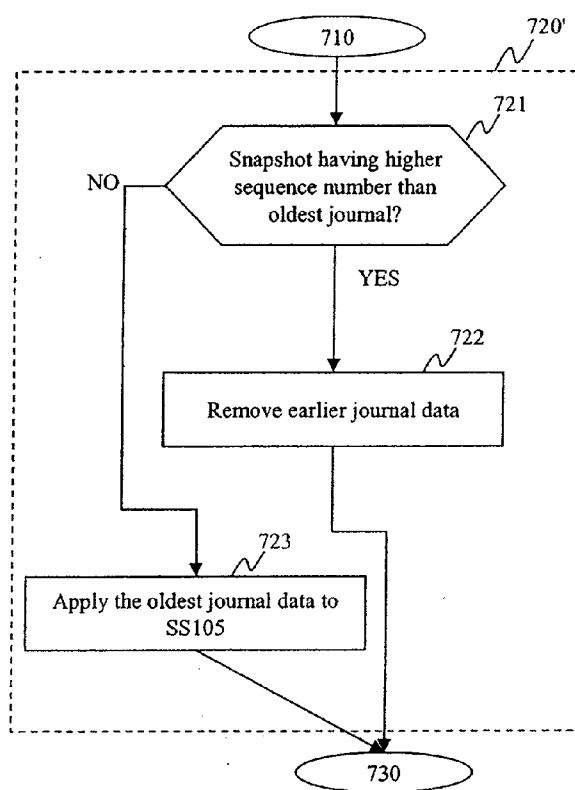 710
720'
721
Snapshot having higher
sequence number than
oldest journal?
NO
YES
722
Remove earlier journal data
723
Apply the oldest journal data to
SS105
730